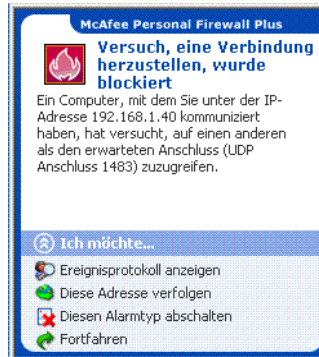 McAfee Personal Firewall Plus
Versuch, eine Verbindung
herzustellen, wurde
blockiert
Ein Computer, mit dem Sie unter der IP-
Adresse 192.168.1.40 kommuniziert
haben, hat versucht, auf einen anderen
als den erwarteten Anschluss (UDP
Anschluss 1483) zuzugreifen.
Ich möchte...
Ereignisprotokoll anzeigen
Diese Adresse verfolgen
Diesen Alarmtyp abschalten
Fortfahren